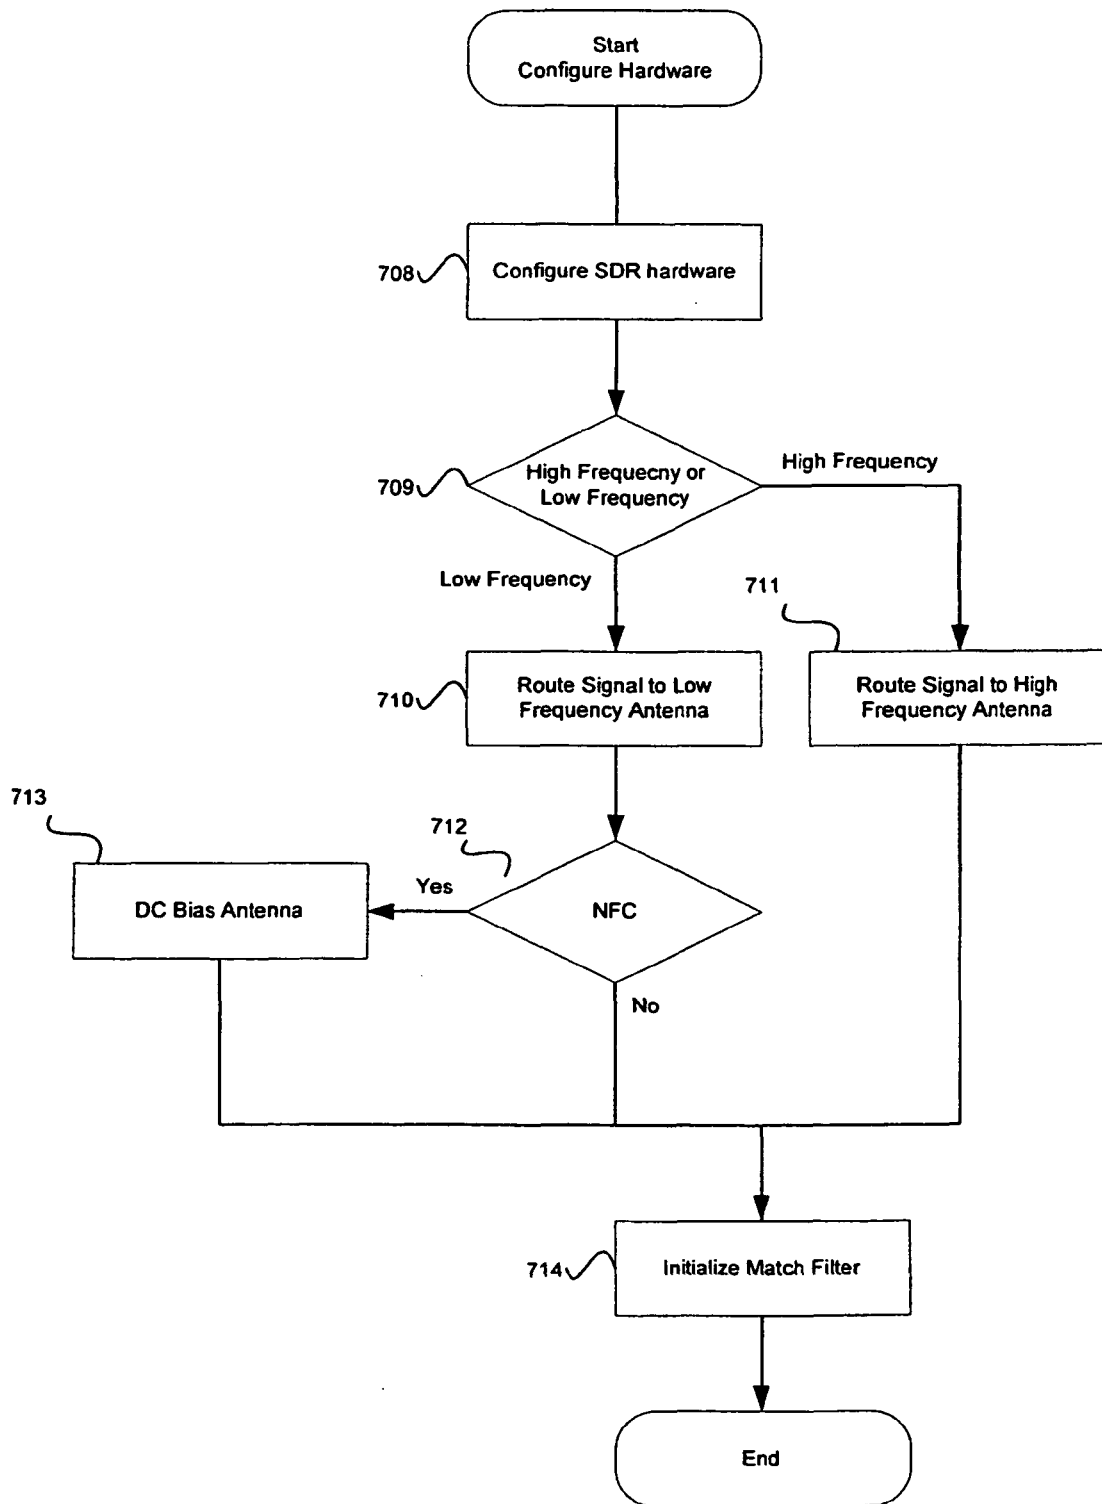 Start
Configure Hardware
708
Configure SDR hardware
709
High Frequecny or
Low Frequency
High Frequency
Low Frequency
711
710
Route Signal to Low
Frequency Antenna
Route Signal to High
Frequency Antenna
713
712
Yes
DC Bias Antenna
NFC
No
714
Initialize Match Filter
End